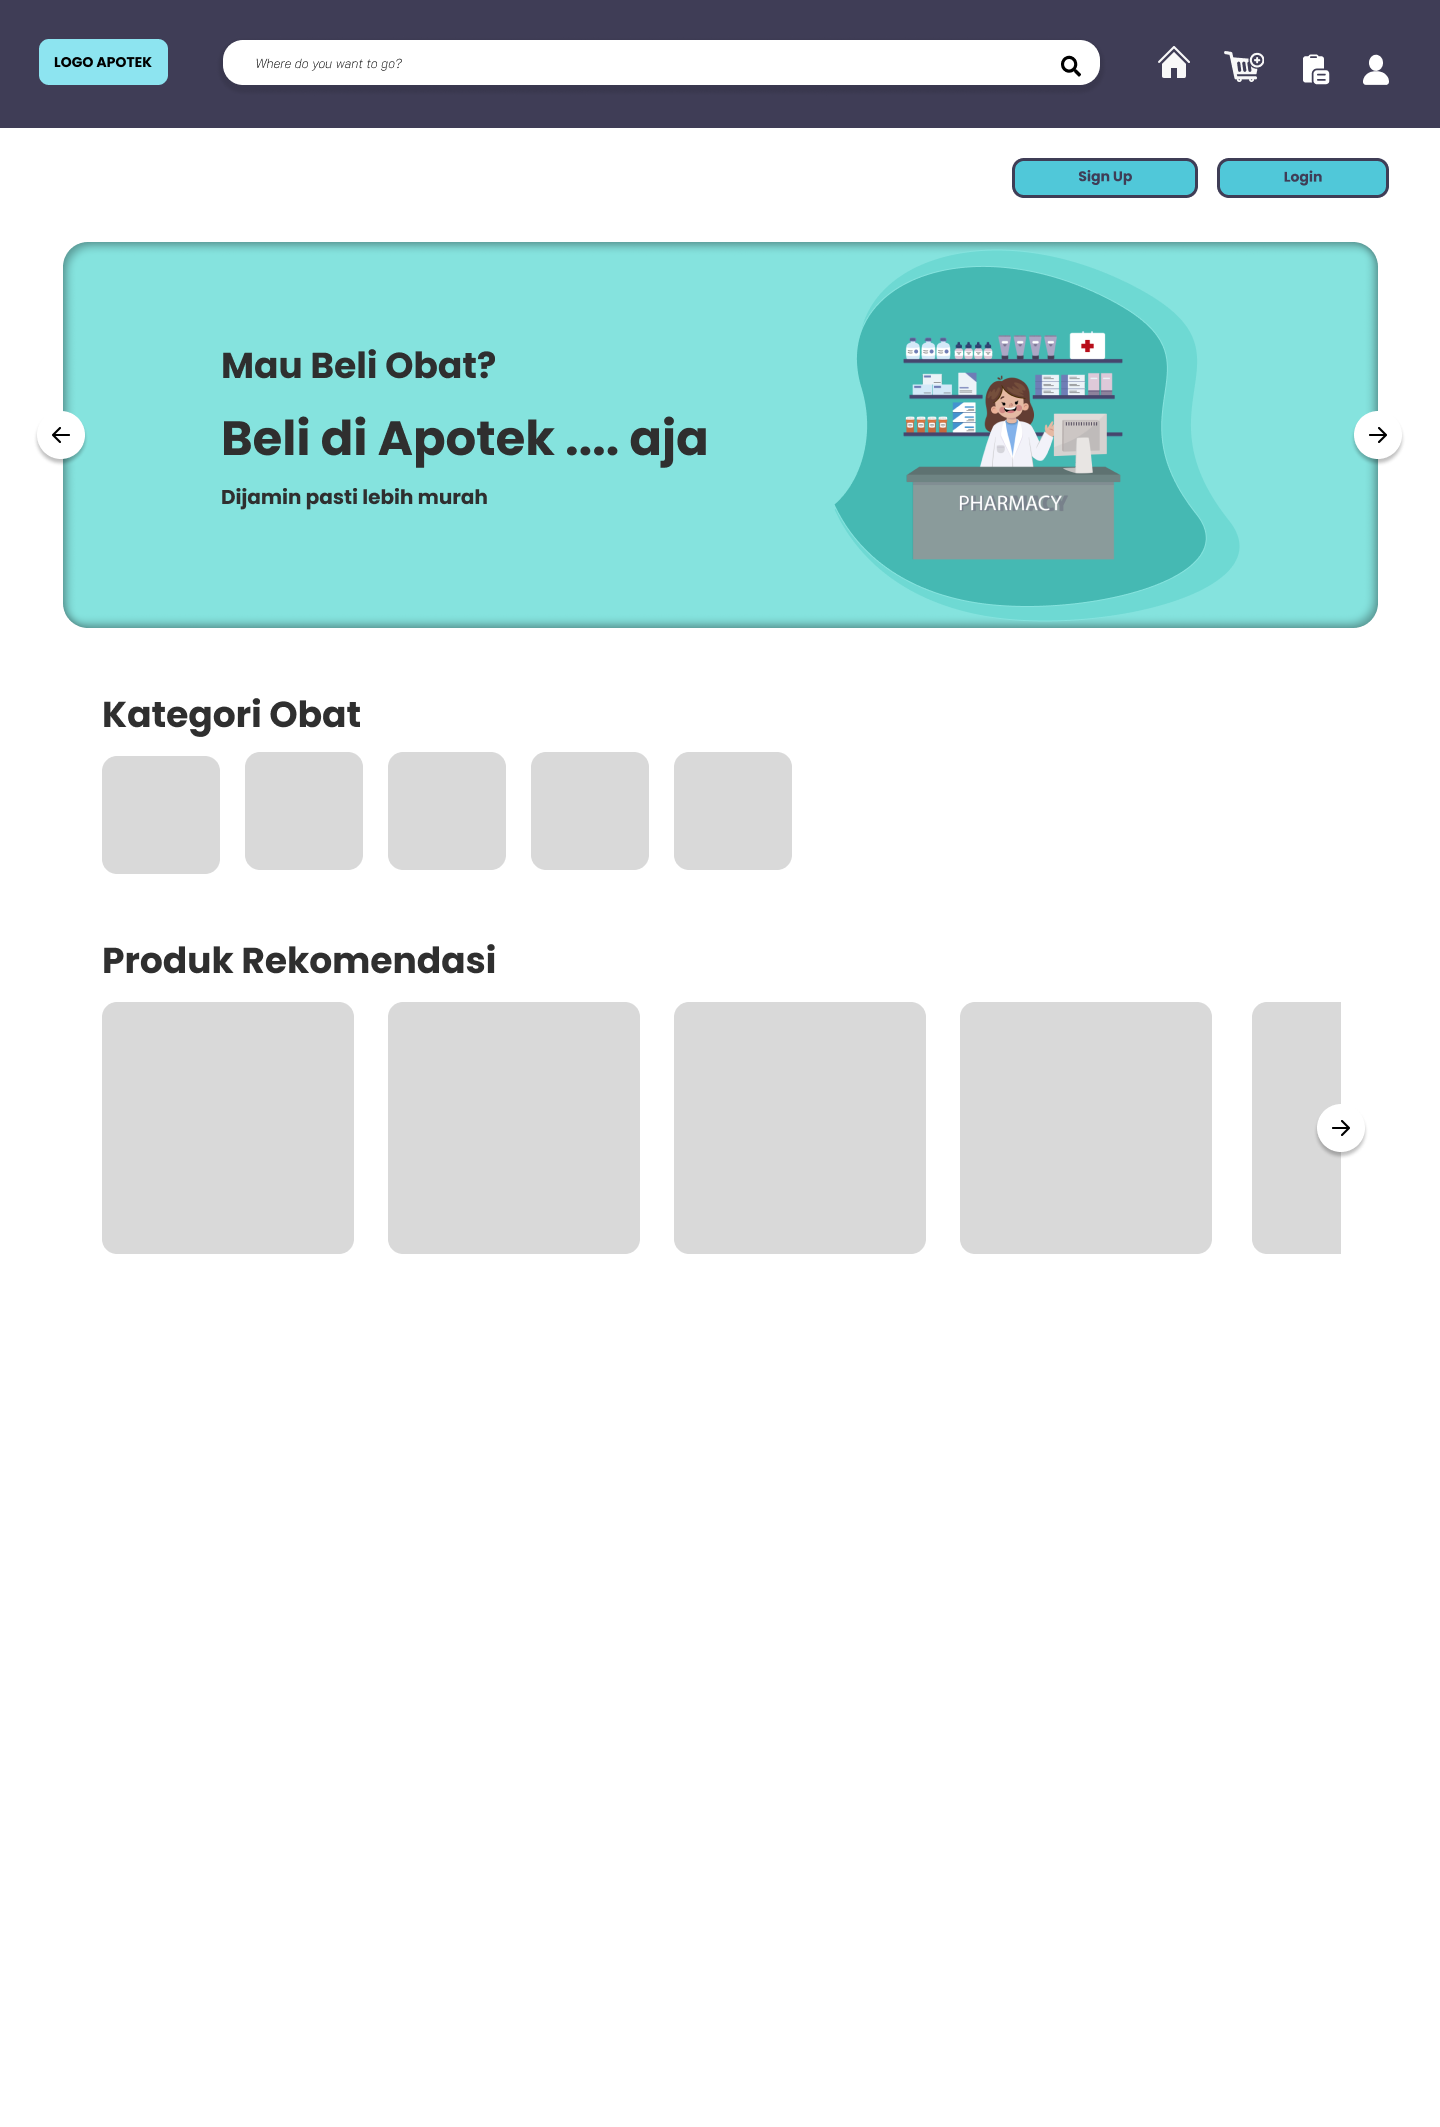 LOGO APOTEK
Where do you want to go?
Sign Up
Login
Mau Beli Obat?
Beli di Apotek .... aja
Dijamin pasti lebih murah
PHARMACY
Kategori Obat
Produk Rekomendasi